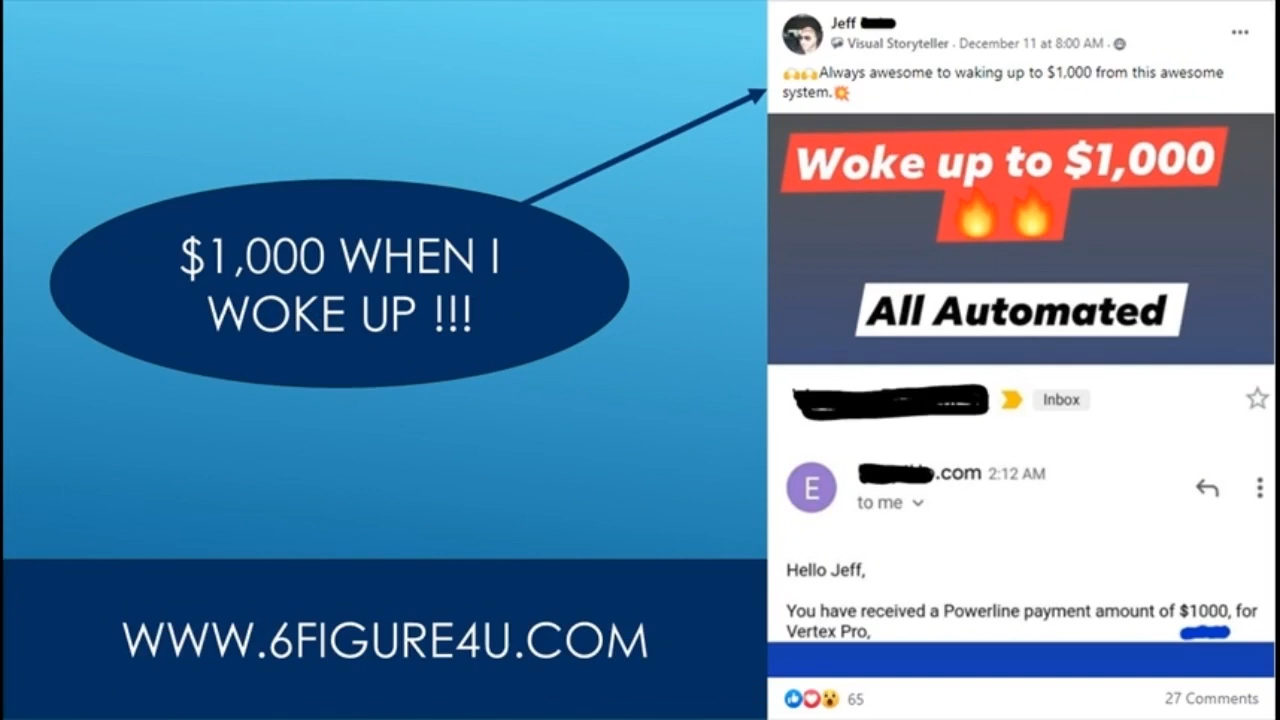 $1,000 WHEN I
WOKE UP !!!
WWW.6FIGURE4U.COM
Jeff
Visual Storyteller · December 11 at 8:00 AM ·
Always awesome to waking up to $1,000 from this awesome
system.
Woke up to $1,000
All Automated
Inbox
E
.com 2:12 AM
to me
Hello Jeff,
You have received a Powerline payment amount of $1000, for
Vertex Pro,
65
27 Comments